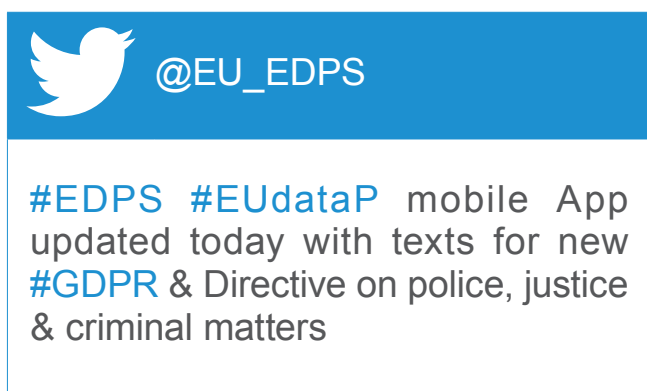 @EU_EDPS
#EDPS #EUdataP mobile App
updated today with texts for new
#GDPR & Directive on police, justice
& criminal matters